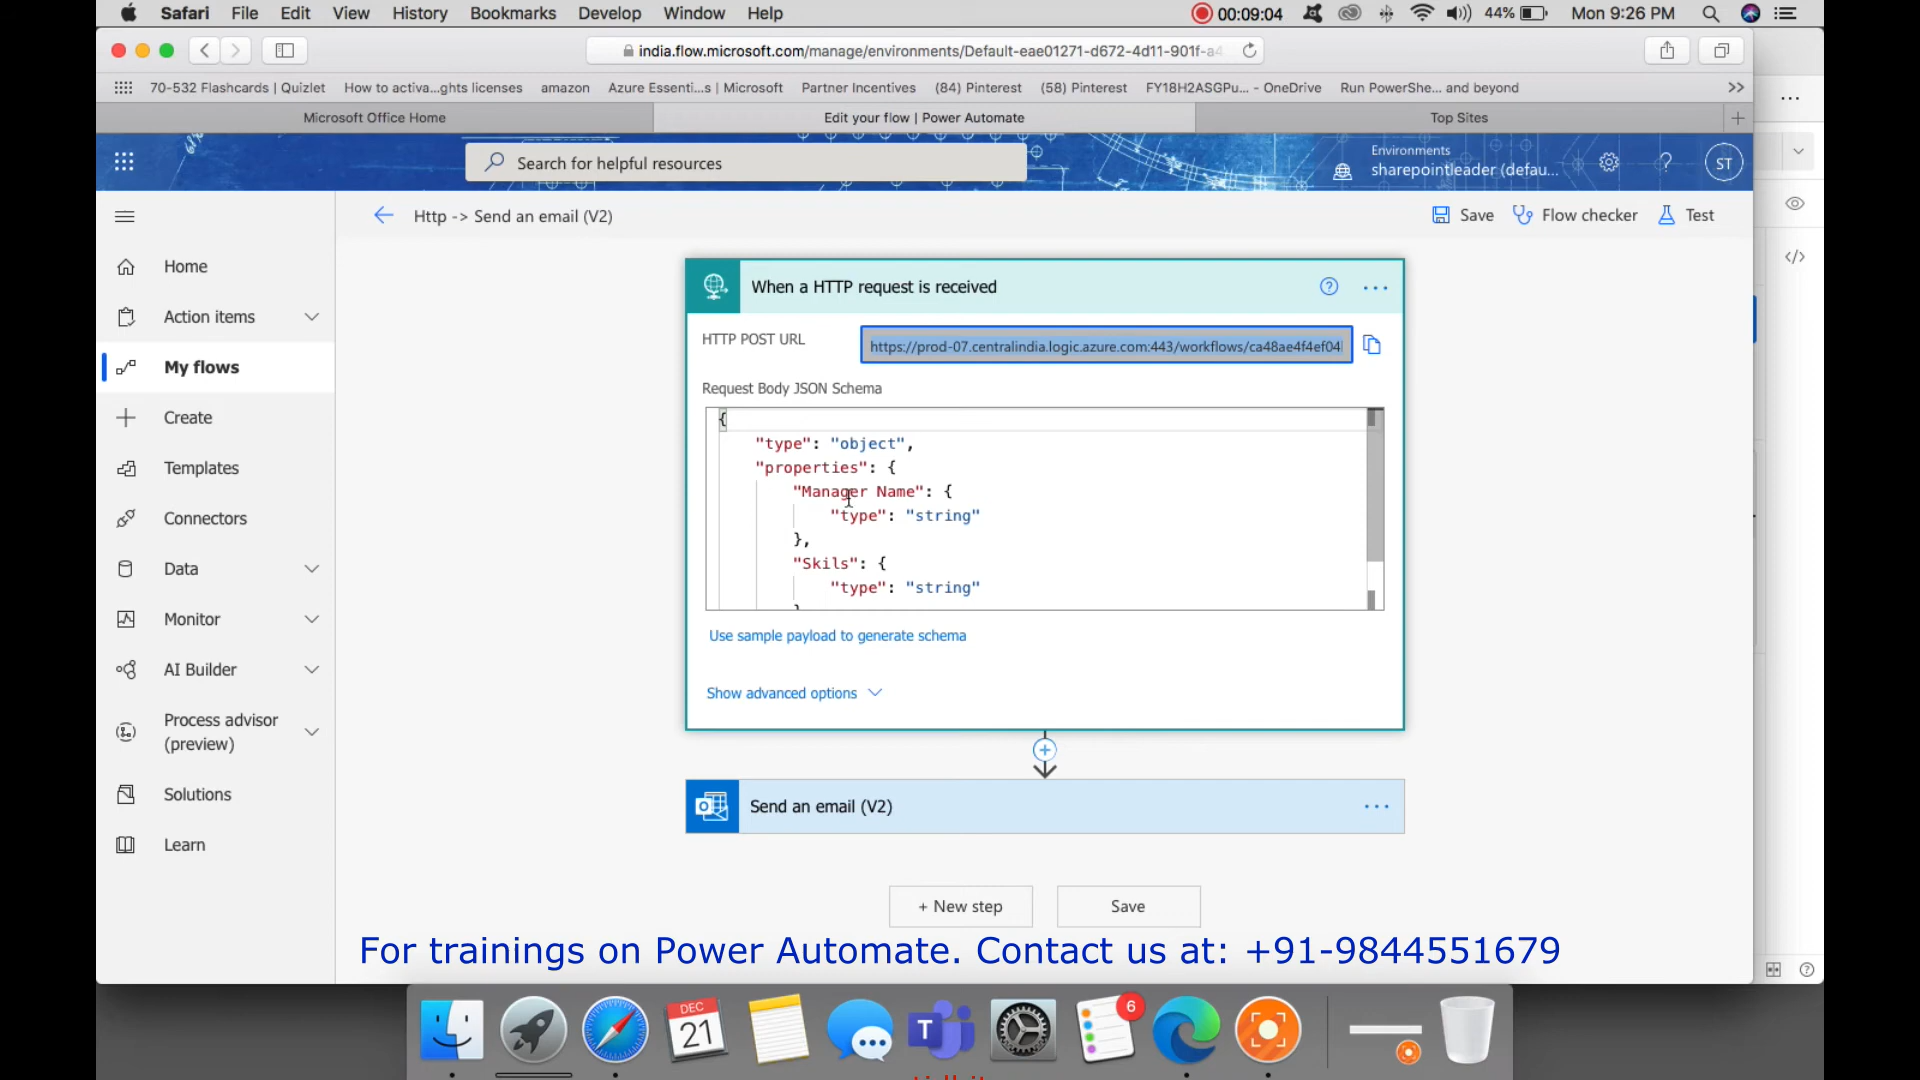 Safari File Edit View History Bookmarks Develop Window Help 00:09:04 44% Mon 9:26 PM
india.flow.microsoft.com/manage/environments/Default-eae01271-d672-4d11-901f-a4
70-532 Flashcards | Quizlet How to activa...ghts licenses amazon Azure Essenti...s | Microsoft Partner Incentives (84) Pinterest (58) Pinterest FY18H2ASGPu... - OneDrive Run PowerShe... and beyond
Microsoft Office Home Edit your flow | Power Automate Top Sites
Search for helpful resources
Environments
sharepointleader (defau...
ST
Http -> Send an email (V2)
Save Flow checker Test
Home
Action items
My flows
Create
Templates
Connectors
Data
Monitor
AI Builder
Process advisor
(preview)
Solutions
Learn
When a HTTP request is received
HTTP POST URL https://prod-07.centralindia.logic.azure.com:443/workflows/ca48ae4f4ef04
Request Body JSON Schema
{
"type": "object",
"properties": {
"Manager Name": {
"type": "string"
},
"Skils": {
"type": "string"
Use sample payload to generate schema
Show advanced options
Send an email (V2)
+ New step Save
For trainings on Power Automate. Contact us at: +91-9844551679
DEC
21
T
6